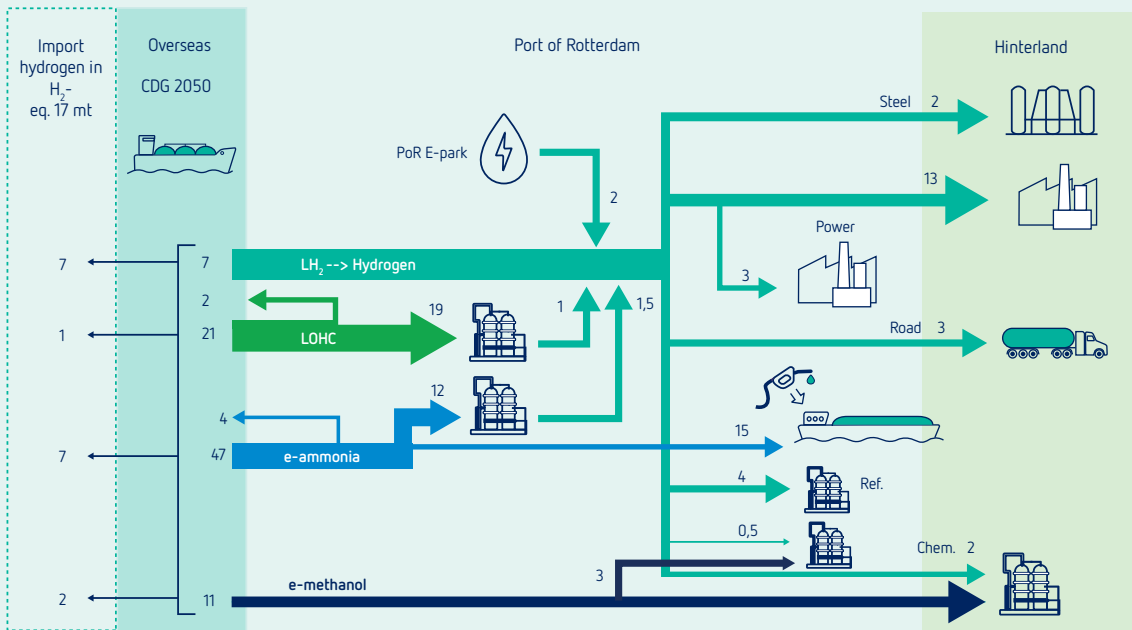 Import
hydrogen in
H2-
eq. 17 mt
Overseas
CDG 2050
Port of Rotterdam
Hinterland
Steel 2
PoR E-park
2
13
Power
7
7
LH2 --> Hydrogen
3
2
19
1
1,5
1
21
LOHC
Road 3
12
4
15
7
47
e-ammonia
4
Ref.
0,5
Chem. 2
3
e-methanol
2
11